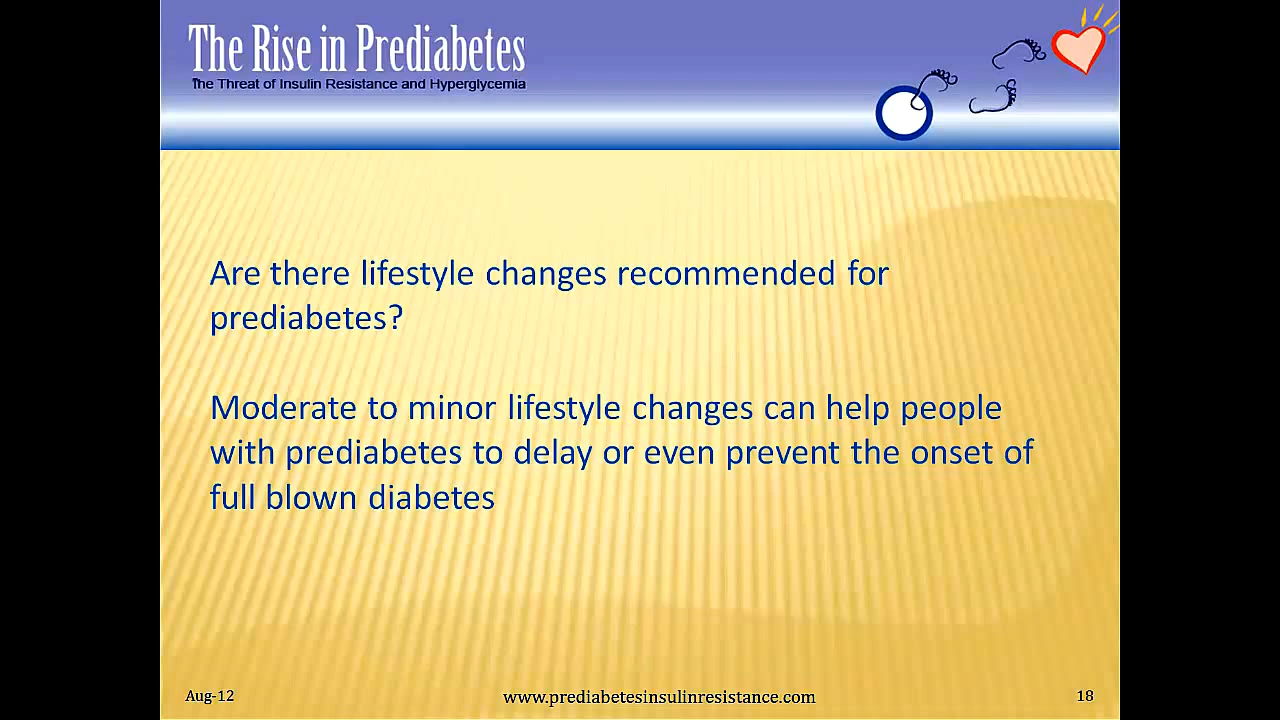 The Rise in Prediabetes
The Threat of Insulin Resistance and Hyperglycemia
Are there lifestyle changes recommended for
prediabetes?
Moderate to minor lifestyle changes can help people
with prediabetes to delay or even prevent the onset of
full blown diabetes
Aug-12
www.prediabetesinsulinresistance.com
18